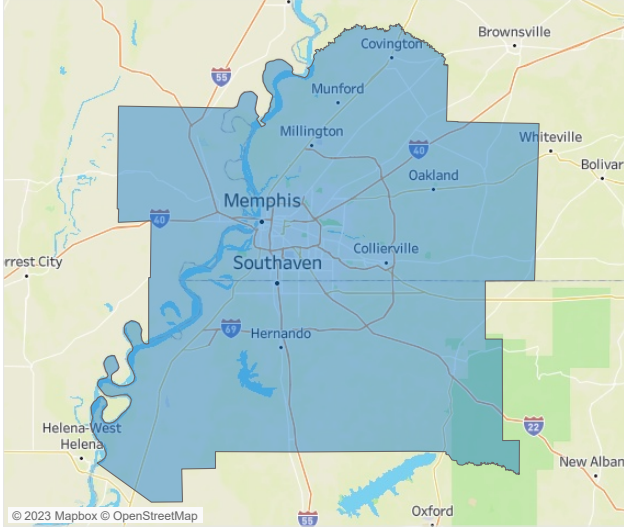 Covington
Brownsville
55
Munford
Millington
40
Whiteville
Bolivar
Oakland
Memphis
40
Collierville
rrest City
Southaven
69
Hernando
Helena-West
Helena
22
New Alban
Oxford
55
© 2023 Mapbox © OpenStreetMap